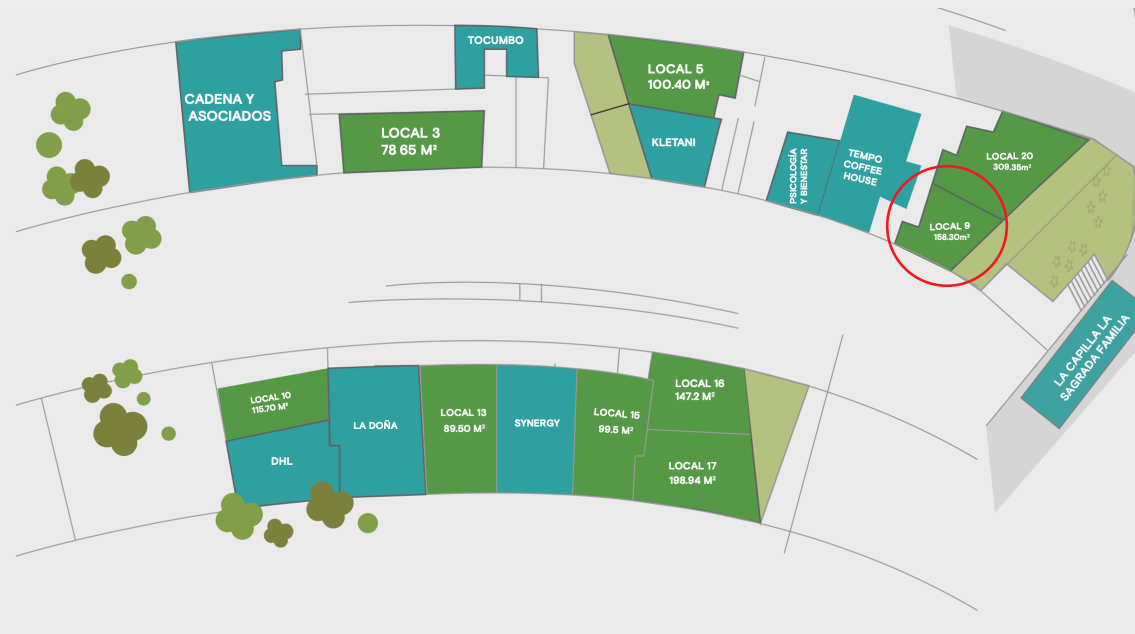 TOCUMBO
CADENA Y
ASOCIADOS
LOCAL 3
78 65 M²
LOCAL 5
100.40 M²
KLETANI
PSICOLOGÍA
Y BIENESTAR
TEMPO
COFFEE
HOUSE
LOCAL 20
309.35m²
LOCAL 9
158.30m²
LA CAPILLA LA
SAGRADA FAMILIA
LOCAL 10
115.70 M²
DHL
LA DOÑA
LOCAL 13
89.50 M²
SYNERGY
LOCAL 15
99.5 M²
LOCAL 16
147.2 M²
LOCAL 17
198.94 M²